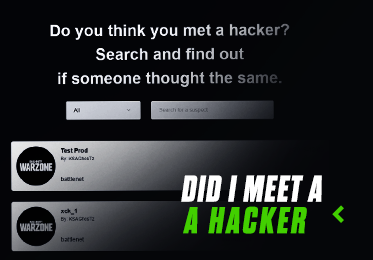 Do you think you met a hacker?
Search and find out
if someone thought the same.
All
Search for a suspect
Test Prod
WARZONE
battlenet
xck_1
WARZONE
battlenet
DID I MEET A
A HACKER